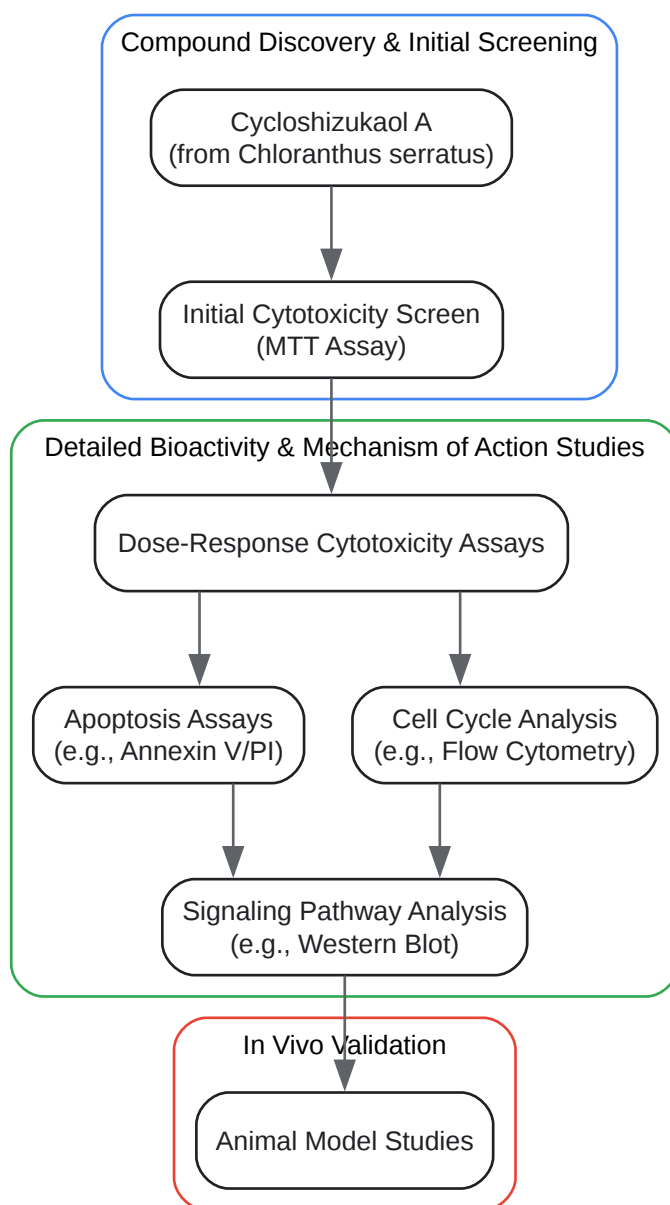 Compound Discovery & Initial Screening
Cycloshizukaol A
(from Chloranthus serratus)
Initial Cytotoxicity Screen
(MTT Assay)
Detailed Bioactivity & Mechanism of Action Studies
Dose-Response Cytotoxicity Assays
Apoptosis Assays
(e.g., Annexin V/PI)
Cell Cycle Analysis
(e.g., Flow Cytometry)
Signaling Pathway Analysis
(e.g., Western Blot)
In Vivo Validation
Animal Model Studies